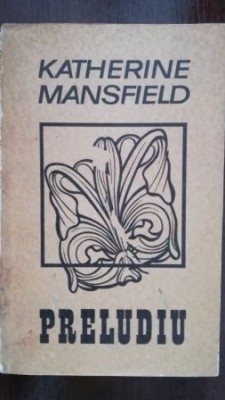 KATHERINE
MANSFIELD
PRELUDIU